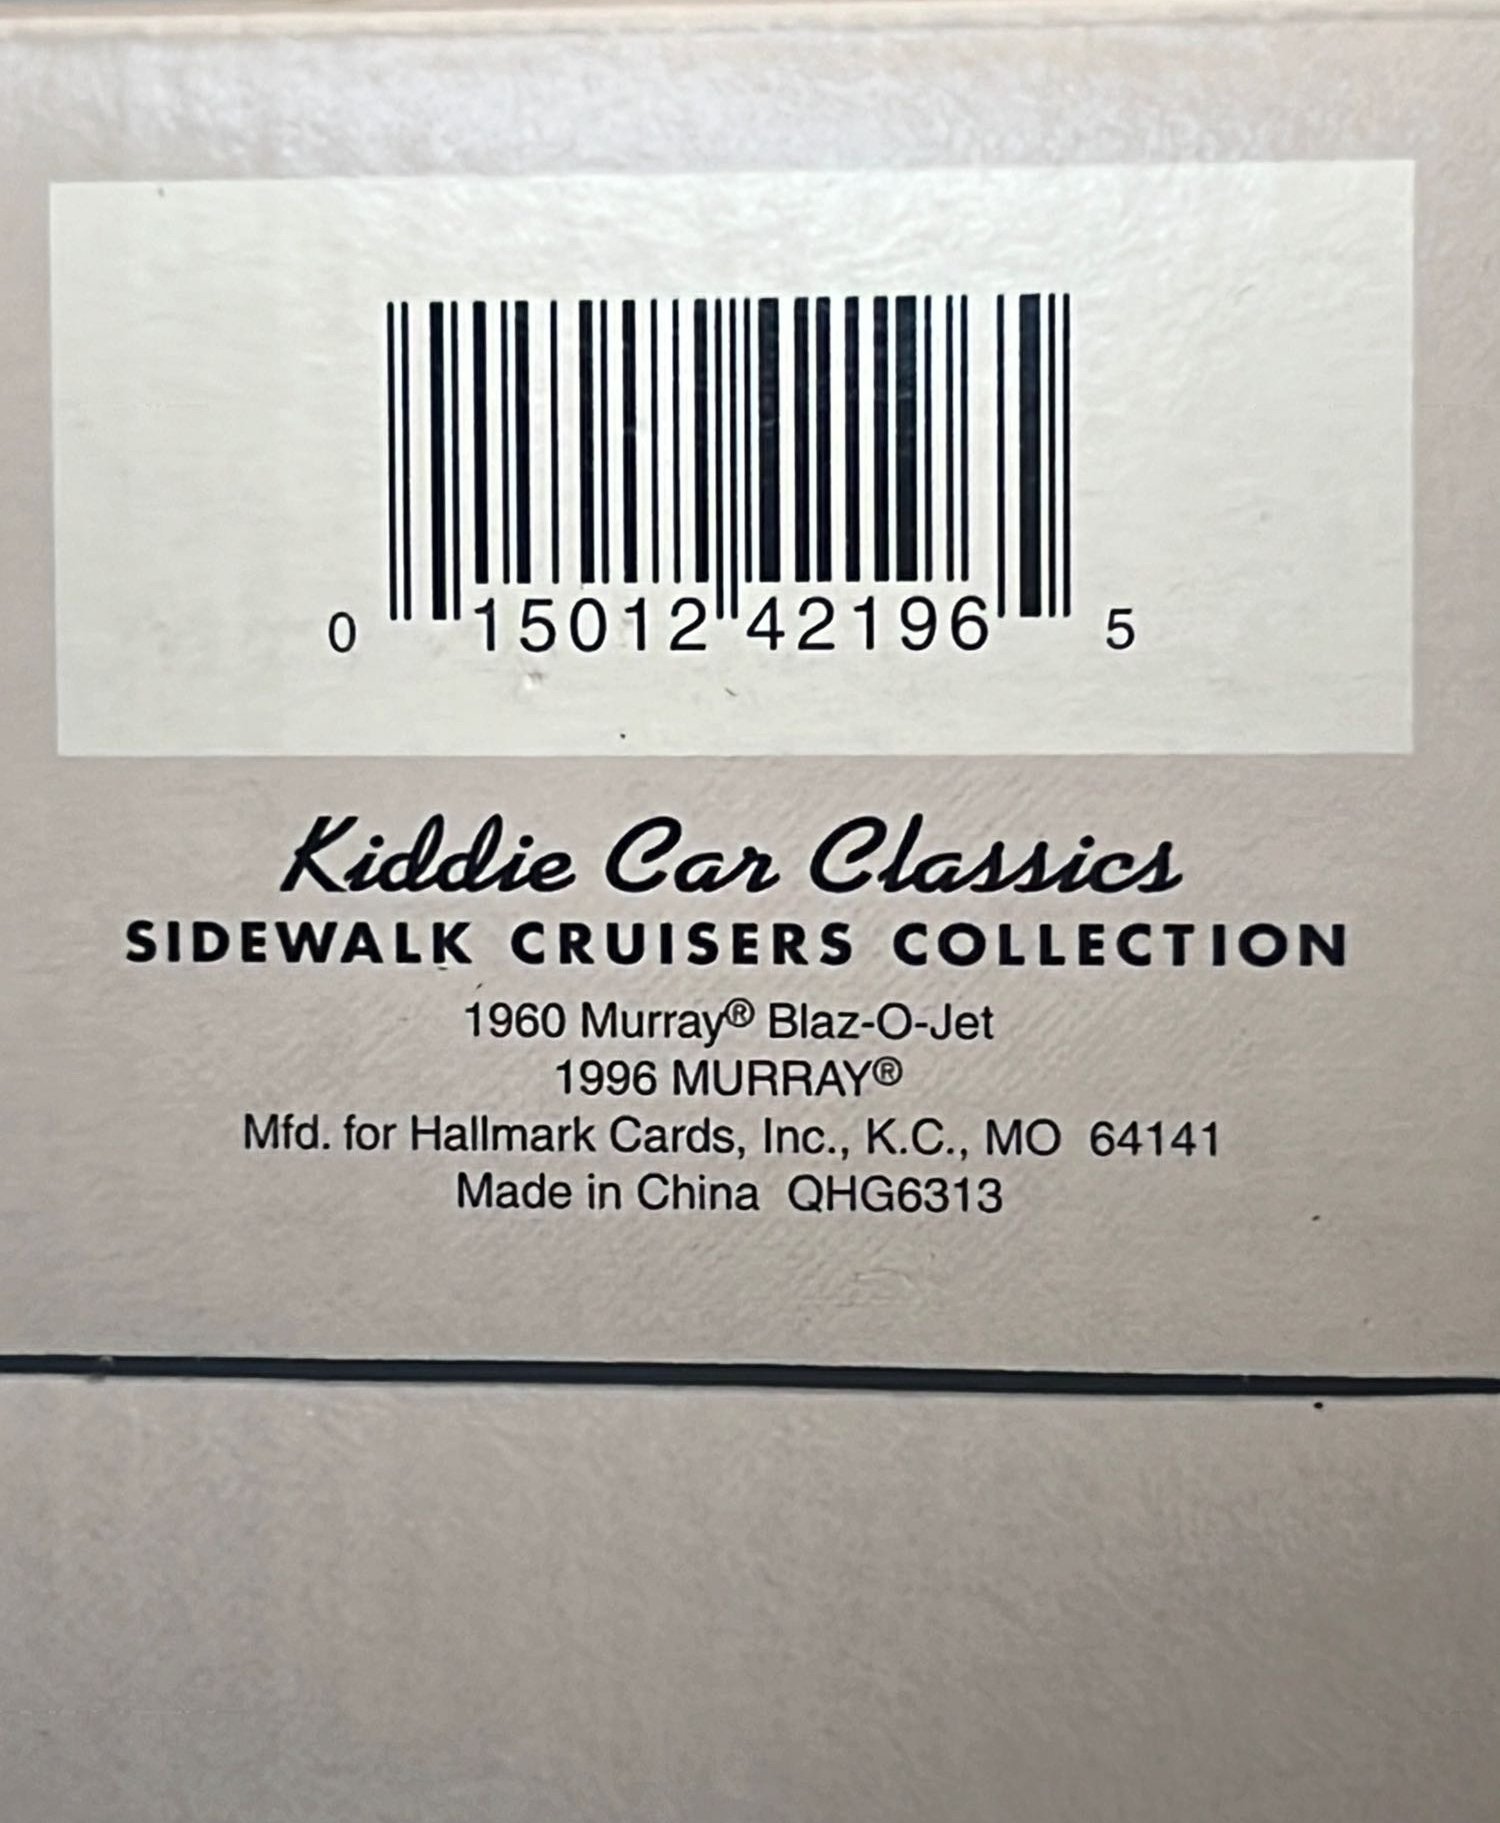 0 15012 42196 5
Kiddie Car Classics
SIDEWALK CRUISERS COLLECTION
1960 Murray® Blaz-O-Jet
1996 MURRAY®
Mfd. for Hallmark Cards, Inc., K.C., MO 64141
Made in China QHG6313